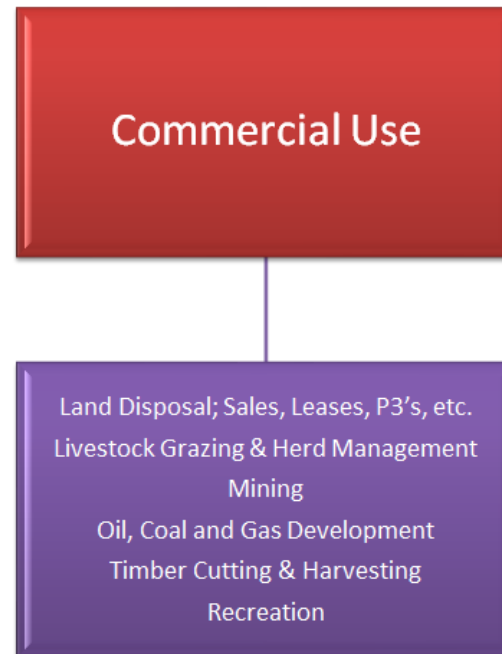 Commercial Use
Land Disposal; Sales, Leases, P3's, etc.
Livestock Grazing & Herd Management
Mining
Oil, Coal and Gas Development
Timber Cutting & Harvesting
Recreation